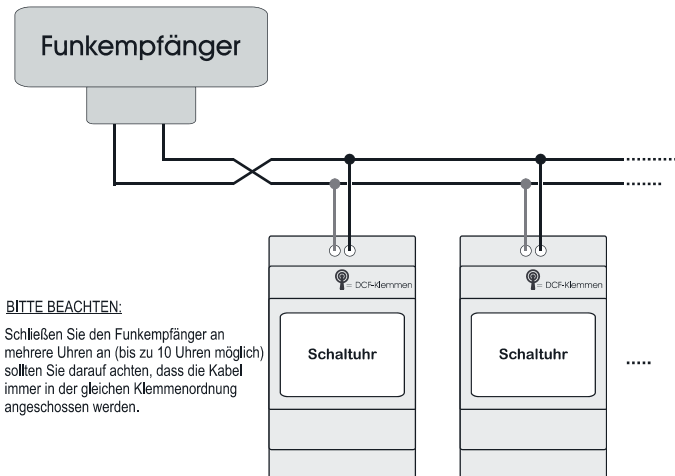 Funkempfänger
= DCF-Klemmen
= DCF-Klemmen
BITTE BEACHTEN:
Schließen Sie den Funkempfänger an
mehrere Uhren an (bis zu 10 Uhren möglich)
sollten Sie darauf achten, dass die Kabel
immer in der gleichen Klemmenordnung
angeschossen werden.
Schaltuhr
Schaltuhr